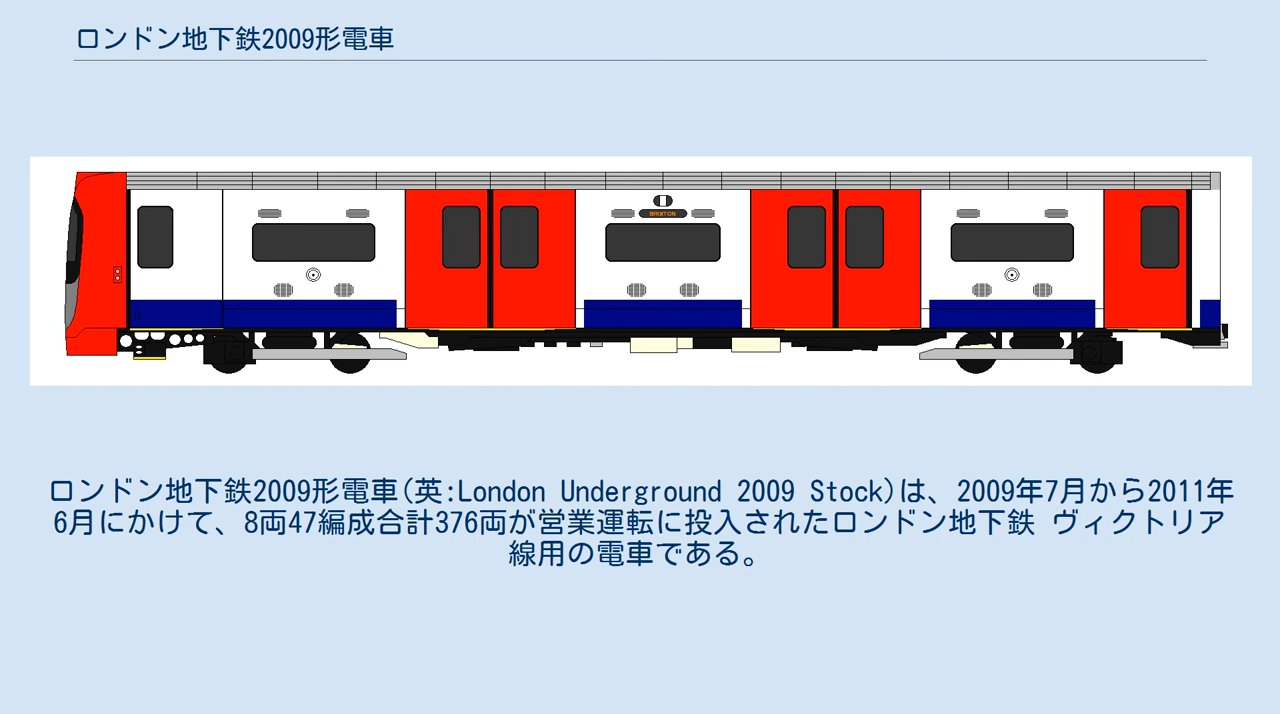 ロンドン地下鉄2009形電車
BRIXTON
ロンドン地下鉄2009形電車(英:London Underground 2009 Stock)は、2009年7月から2011年
6月にかけて、8両47編成合計376両が営業運転に投入されたロンドン地下鉄 ヴィクトリア
線用の電車である。